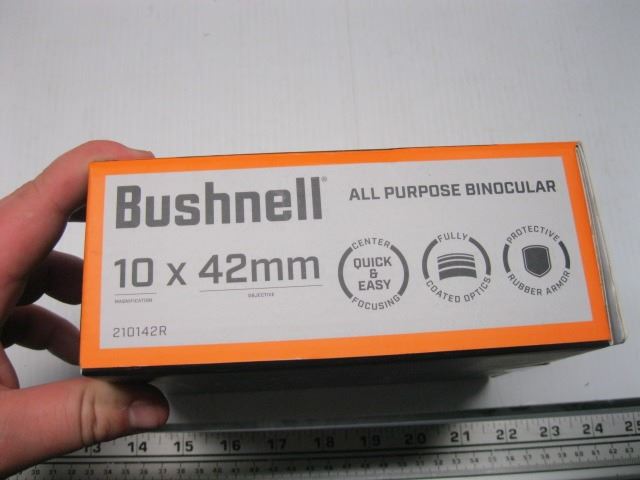 Bushnell®
ALL PURPOSE BINOCULAR
10 x 42mm
MAGNIFICATION
OBJECTIVE
CENTER
QUICK
&
EASY
FOCUSING
FULLY
COATED OPTICS
PROTECTIVE
RUBBER ARMOR
210142R
13 14 15 16 17 18 19 20 21 22 23 24 25